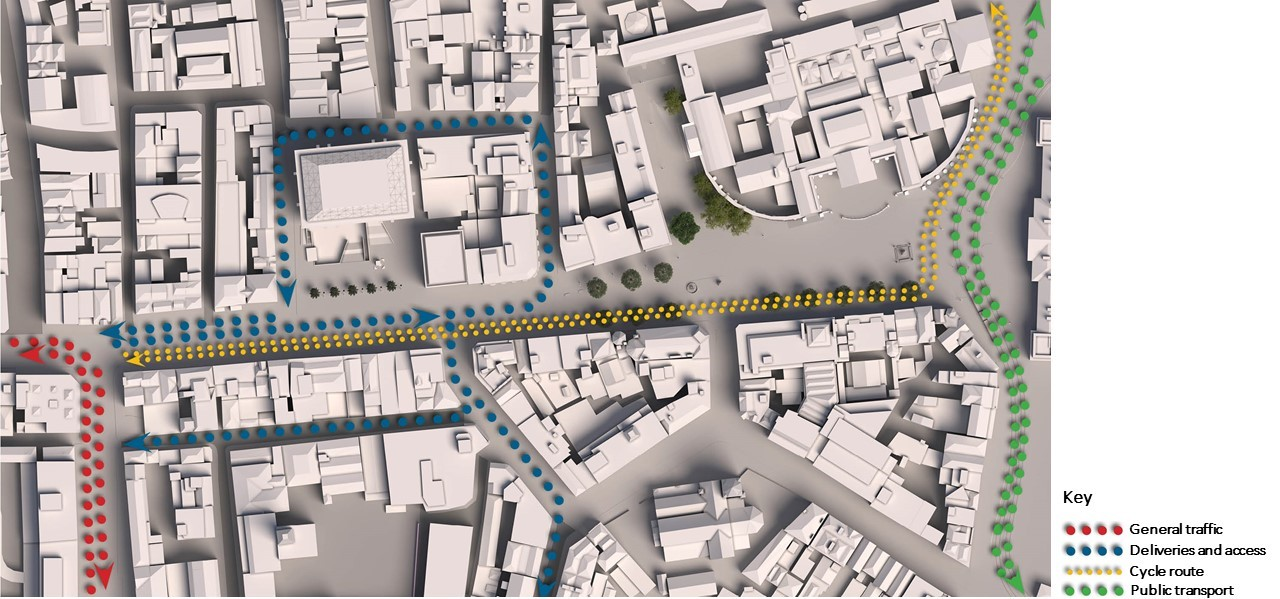 Key
General traffic
Deliveries and access
Cycle route
Public transport